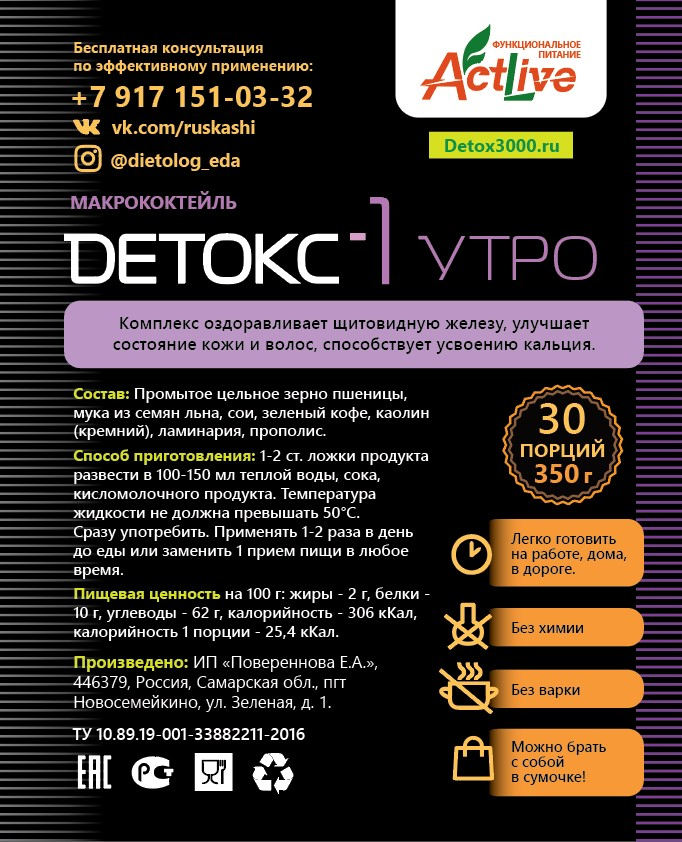 Бесплатная консультация
по эффективному применению:
+7 917 151-03-32
vk.com/ruskashi
@dietolog_eda
ФУНКЦИОНАЛЬНОЕ
ПИТАНИЕ
ActLive
Detox3000.ru
МАКРОКОКТЕЙЛЬ
DЕТОКС-1 УТРО
Комплекс оздоравливает щитовидную железу, улучшает
состояние кожи и волос, способствует усвоению кальция.
Состав: Промытое цельное зерно пшеницы,
мука из семян льна, сои, зеленый кофе, каолин
(кремний), ламинария, прополис.
Способ приготовления: 1-2 ст. ложки продукта
развести в 100-150 мл теплой воды, сока,
кисломолочного продукта. Температура
жидкости не должна превышать 50°С.
Сразу употребить. Применять 1-2 раза в день
до еды или заменить 1 прием пищи в любое
время.
Пищевая ценность на 100 г: жиры - 2 г, белки -
10 г, углеводы - 62 г, калорийность - 306 кКал,
калорийность 1 порции - 25,4 кКал.
Произведено: ИП «Повереннова Е.А.»,
446379, Россия, Самарская обл., пгт
Новосемейкино, ул. Зеленая, д. 1.
ТУ 10.89.19-001-33882211-2016
ЕАС
РСТ
30
ПОРЦИЙ
350 г
Легко готовить
на работе, дома,
в дороге.
Без химии
Без варки
Можно брать
с собой
в сумочке!